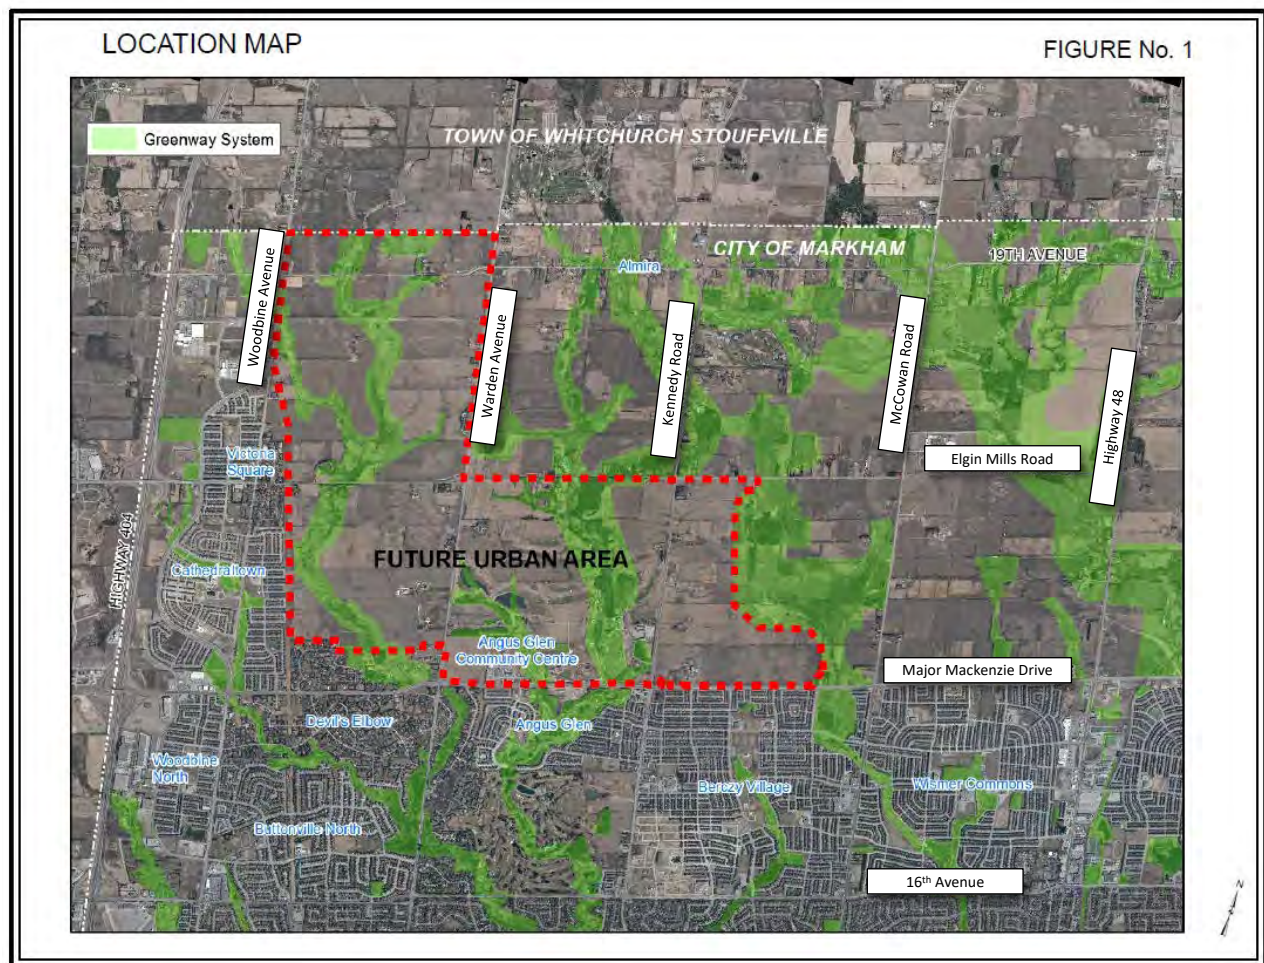 LOCATION MAP
FIGURE No. 1
Greenway System
TOWN OF WHITCHURCH STOUFFVILLE
CITY OF MARKHAM
19TH AVENUE
Almira
Woodbine Avenue
Warden Avenue
Kennedy Road
McCowan Road
Highway 48
Elgin Mills Road
Victoria
Square
HIGHWAY 404
Cathedraltown
FUTURE URBAN AREA
Angus Glen
Community Centre
Major Mackenzie Drive
Devil's Elbow
Angus Glen
Woodbine
North
Berczy Village
Wismer Commons
Buttonville North
16th Avenue
N